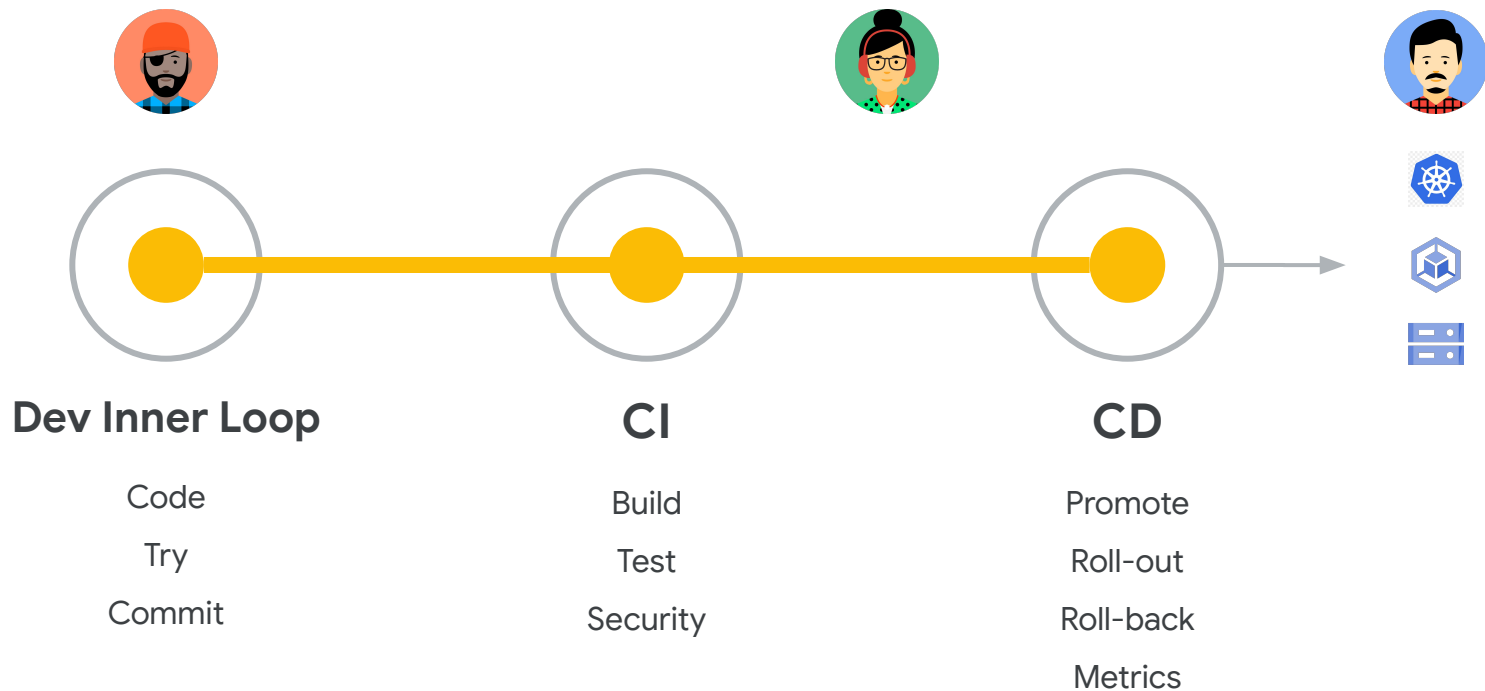 Dev Inner Loop
Code
Try
Commit
CI
Build
Test
Security
CD
Promote
Roll-out
Roll-back
Metrics